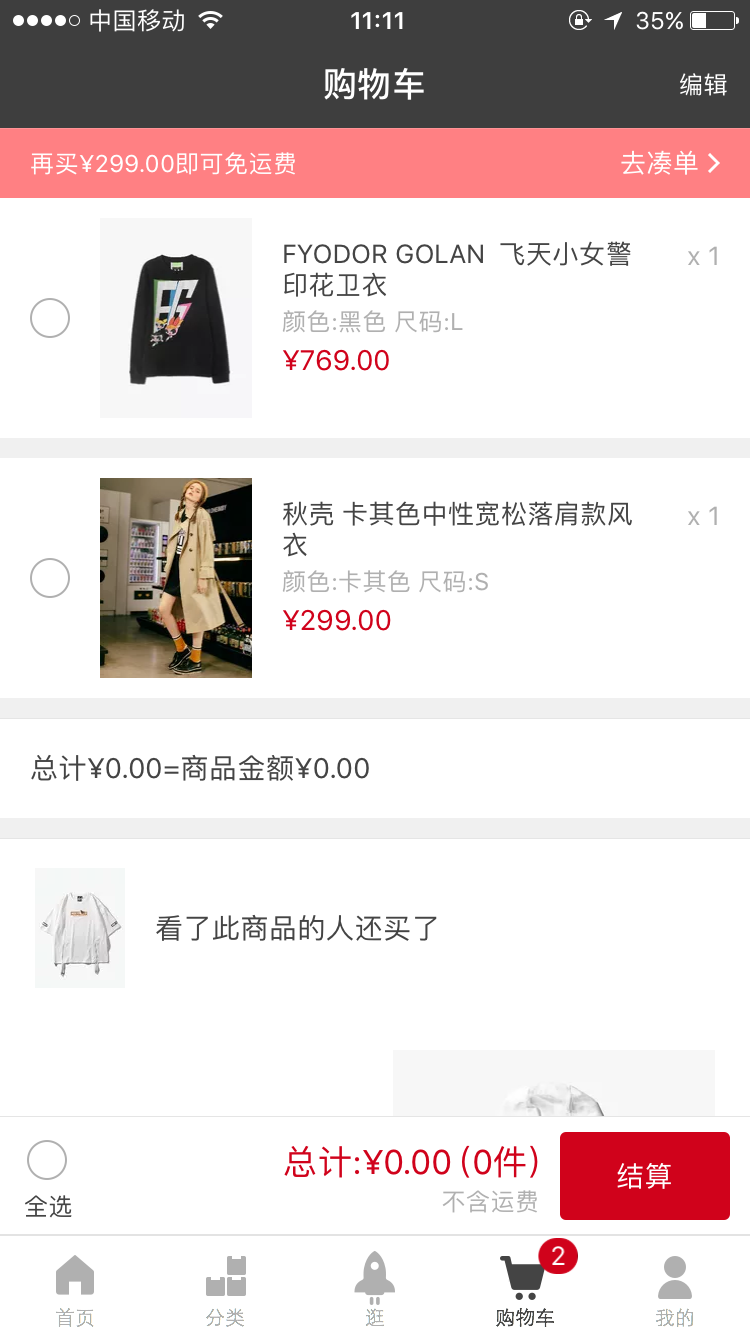 中国移动 11:11 35%
购物车 编辑
再买¥299.00即可免运费 去凑单
FYODOR GOLAN 飞天小女警 x 1
印花卫衣
颜色:黑色 尺码:L
¥769.00
秋壳 卡其色中性宽松落肩款风 x 1
衣
颜色:卡其色 尺码:S
¥299.00
总计¥0.00=商品金额¥0.00
看了此商品的人还买了
总计:¥0.00 (0件) 结算
不含运费
全选
2
首页 分类 逛 购物车 我的